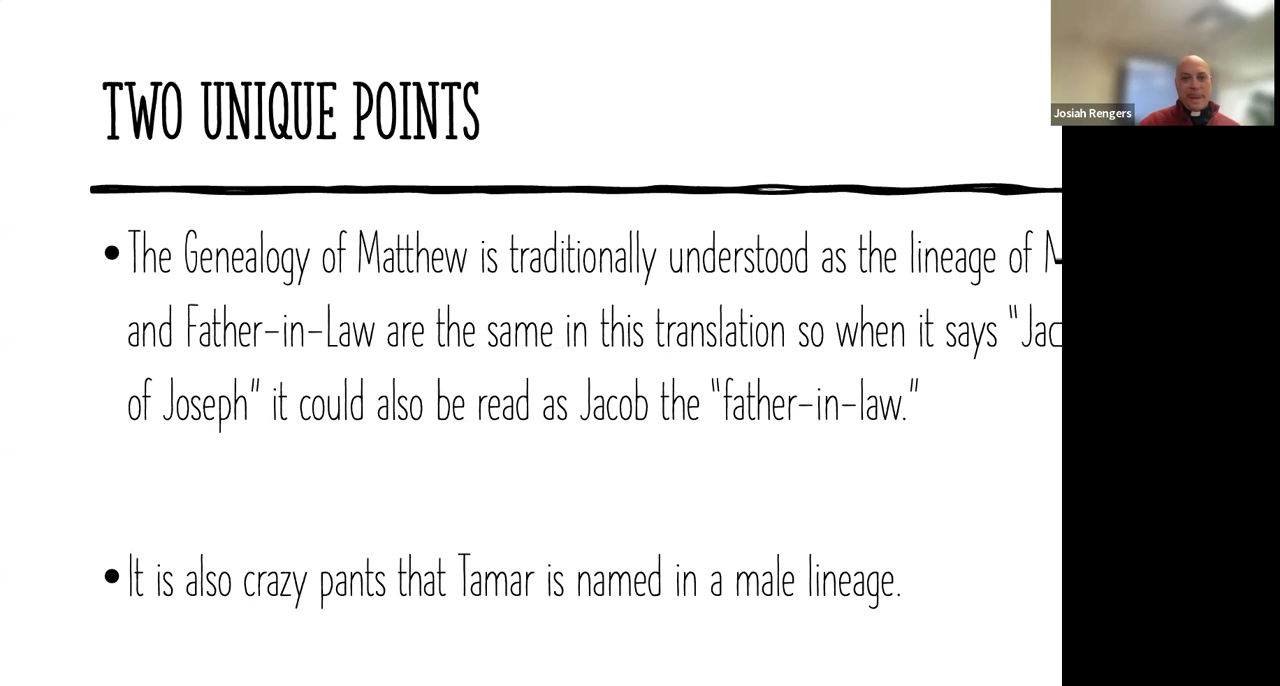 TWO UNIQUE POINTS
Josiah Rengers
• The Genealogy of Matthew is traditionally understood as the lineage of
and Father-in-Law are the same in this translation so when it says "Jac
of Joseph" it could also be read as Jacob the "father-in-law."
• It is also crazy pants that Tamar is named in a male lineage.